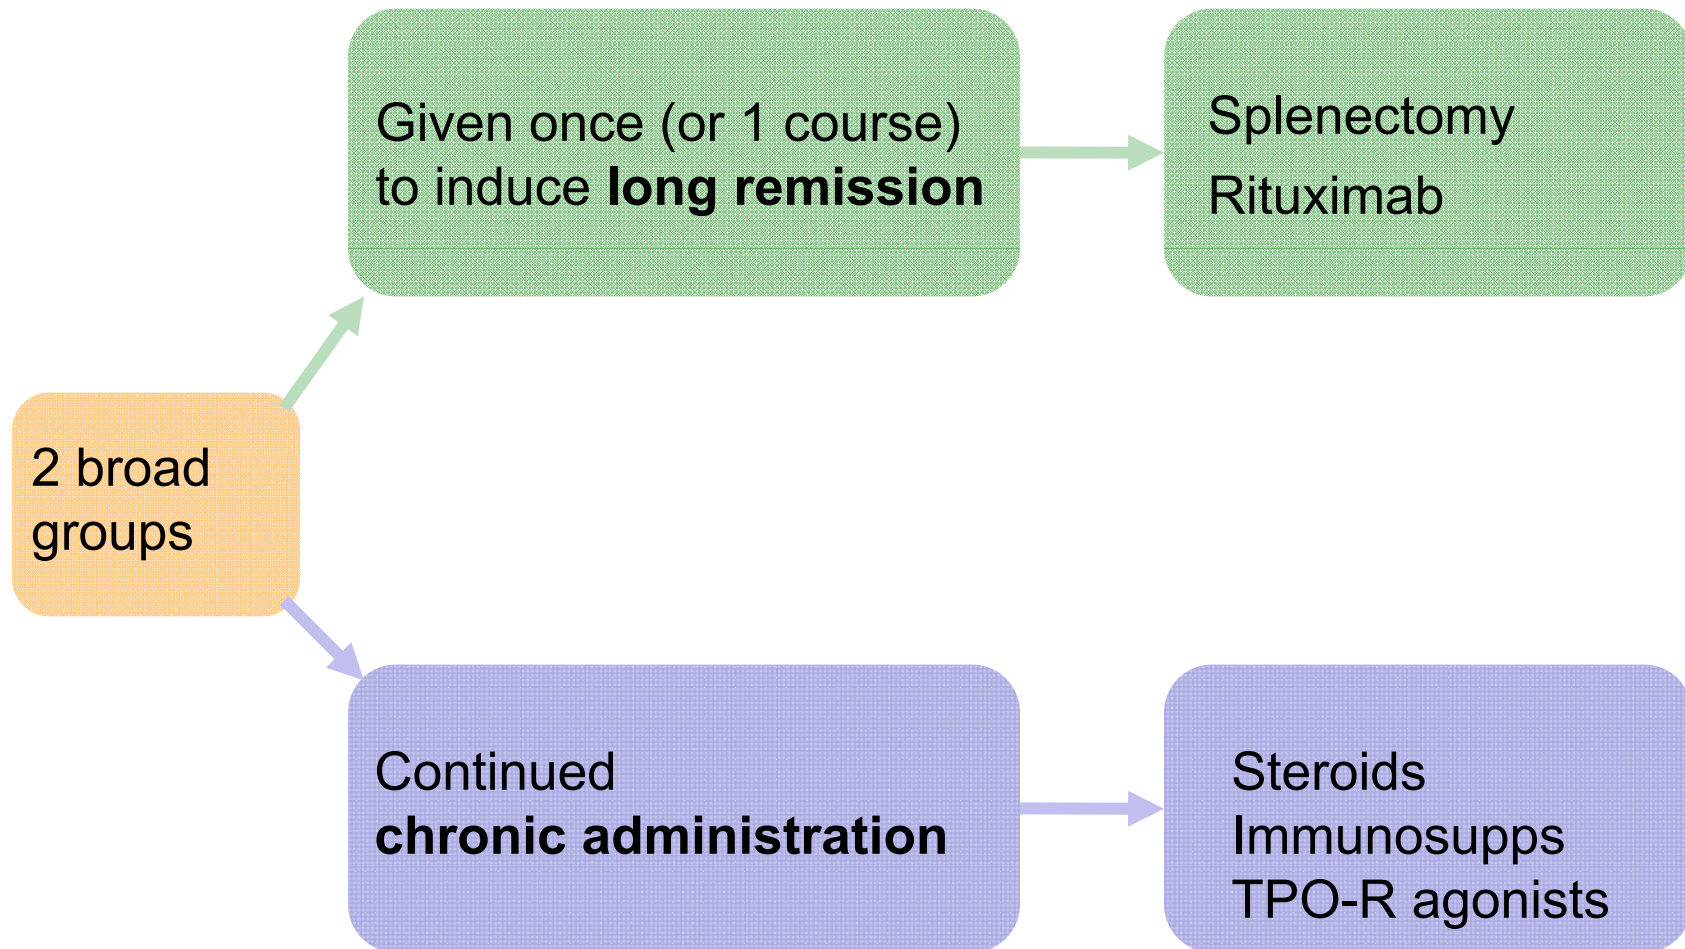 Given once (or 1 course)
to induce long remission
Splenectomy
Rituximab
2 broad
groups
Continued
chronic administration
Steroids
Immunosupps
TPO-R agonists